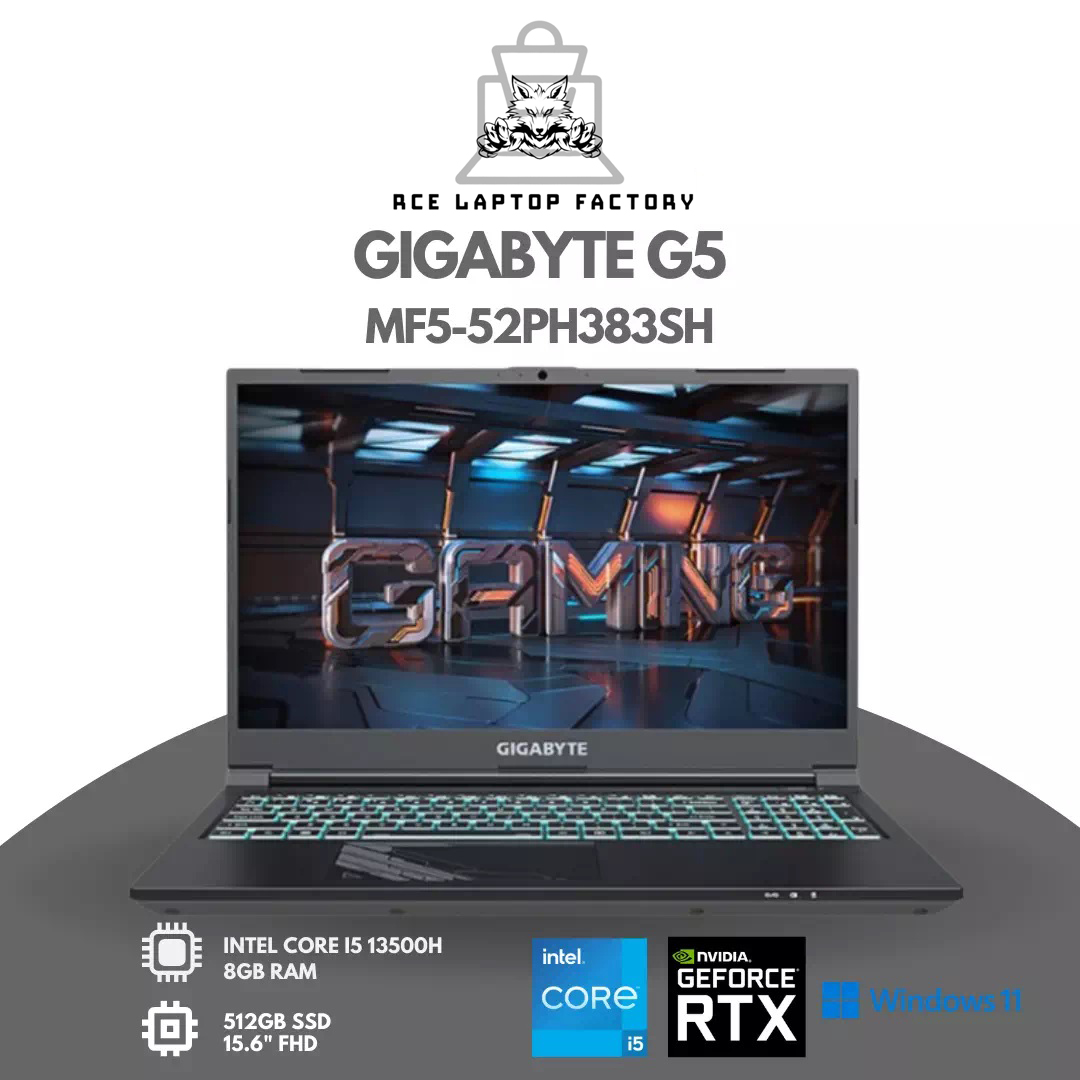 RCE LAPTOP FACTORY
GIGABYTE G5
MF5-52PH383SH
GAMING
GIGABYTE
INTEL CORE I5 13500H
8GB RAM
512GB SSD
15.6" FHD
intel.
CORE
i5
NVIDIA.
GEFORCE
RTX
Windows 11